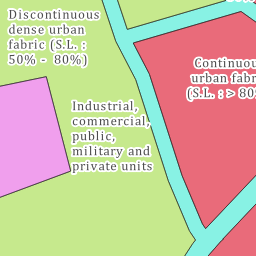 Discontinuous
dense urban
fabric (S.L. :
50% - 80%)
Continuou
urban fabr
(S.L. : > 80
Industrial,
commercial,
public,
military and
private units